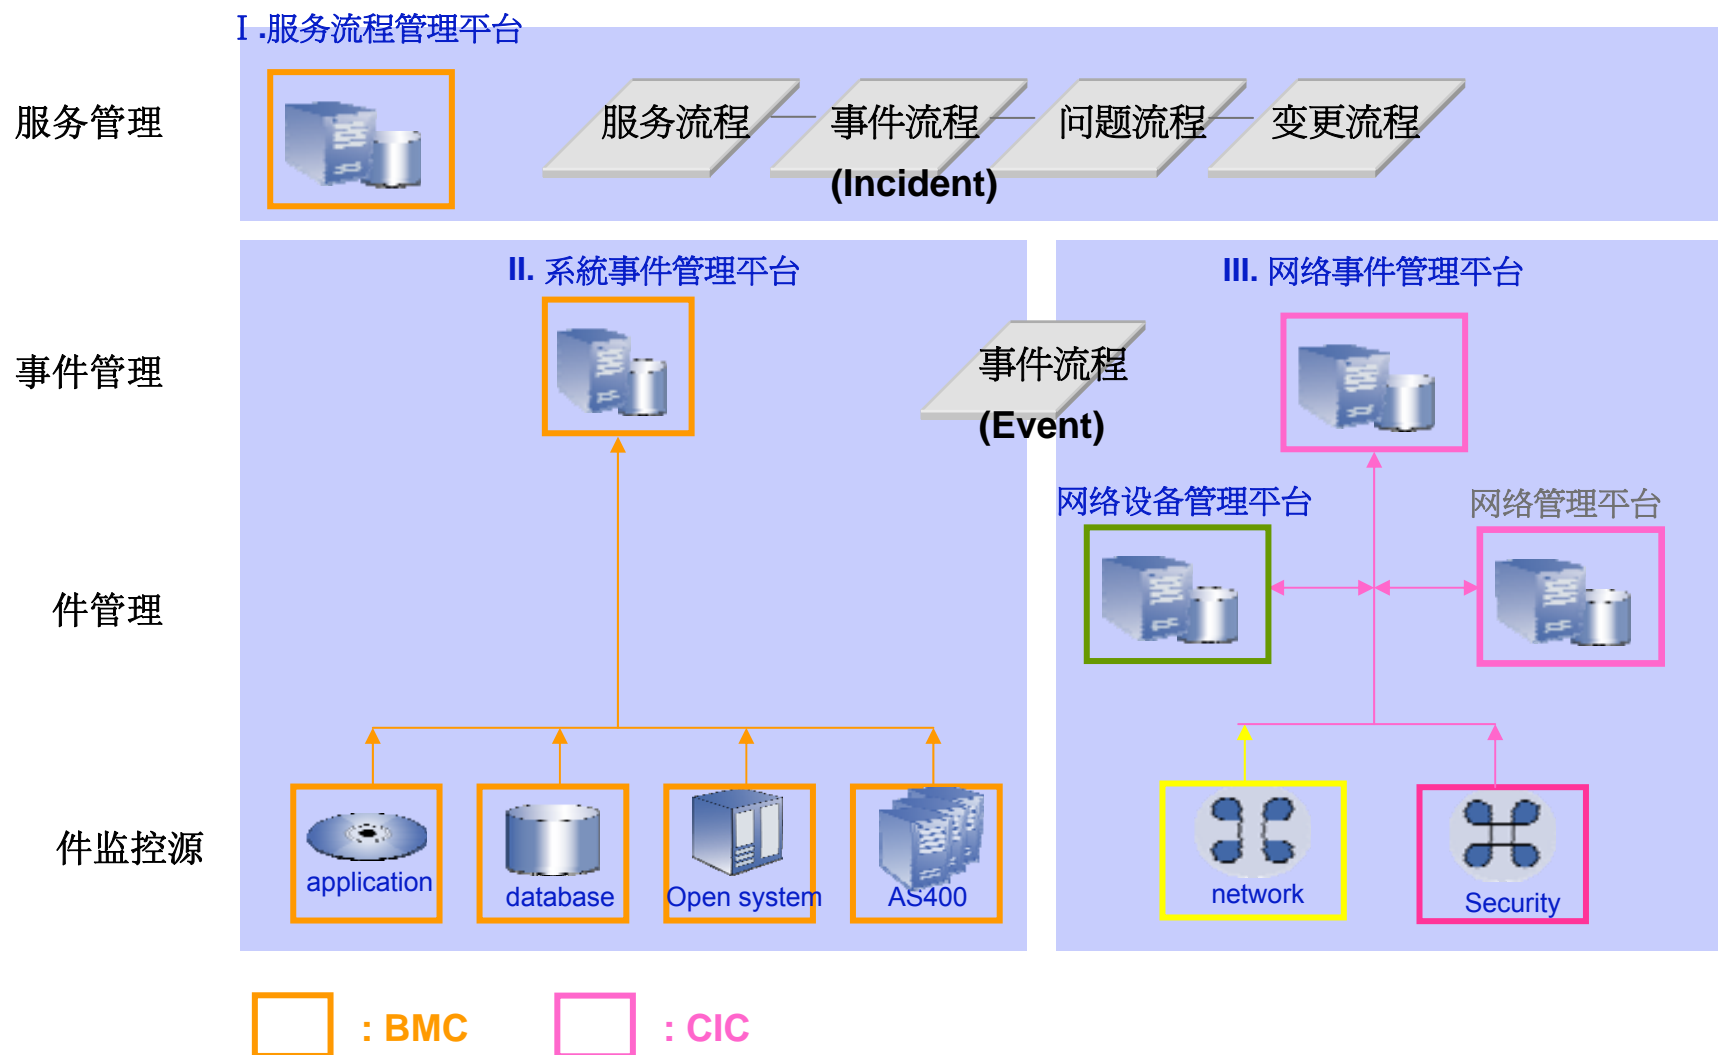 Ⅰ.服务流程管理平台
服务管理
服务流程
事件流程
(Incident)
问题流程
变更流程
II. 系統事件管理平台
III. 网络事件管理平台
事件管理
事件流程
(Event)
网络设备管理平台
网络管理平台
件管理
件监控源
application
database
Open system
AS400
network
Security
: BMC
: CIC